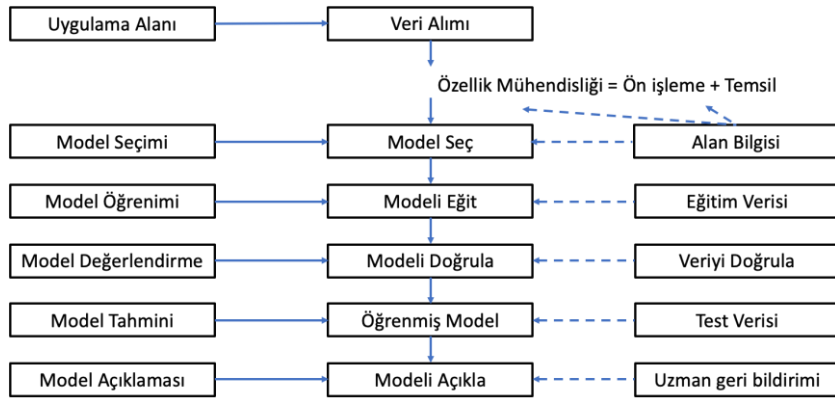 Uygulama Alanı
Veri Alımı
Özellik Mühendisliği = Ön işleme + Temsil
Model Seçimi
Model Seç
Alan Bilgisi
Model Öğrenimi
Modeli Eğit
Eğitim Verisi
Model Değerlendirme
Modeli Doğrula
Veriyi Doğrula
Model Tahmini
Öğrenmiş Model
Test Verisi
Model Açıklaması
Modeli Açıkla
Uzman geri bildirimi